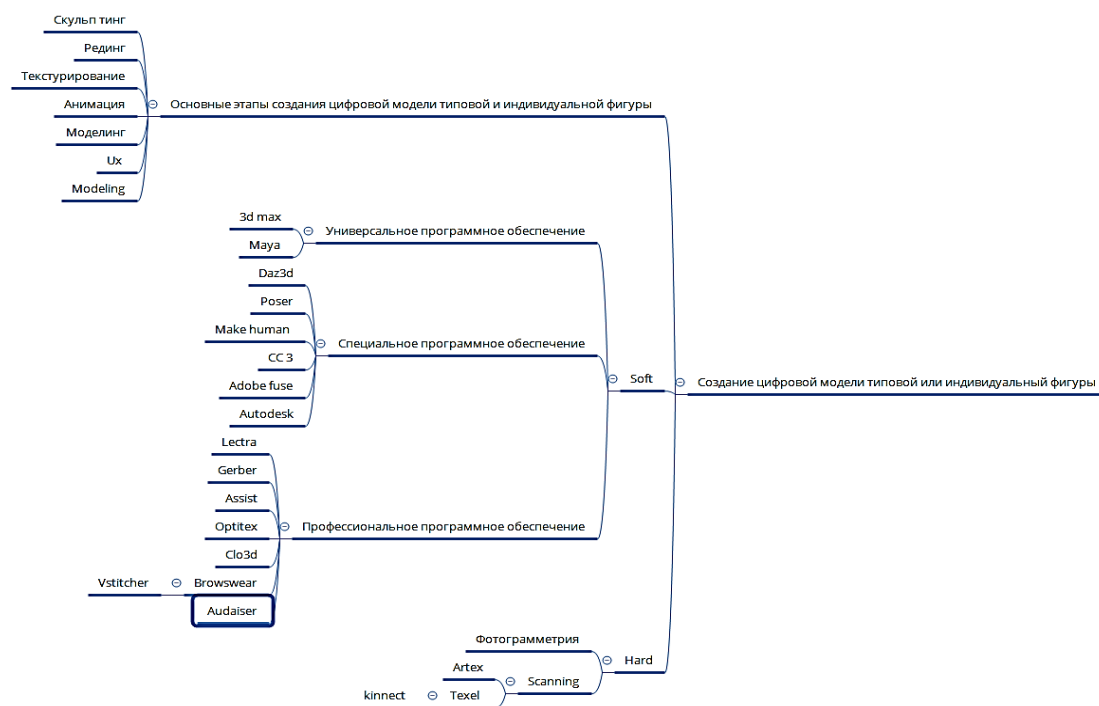 Скульп тинг
Рединг
Текстурирование
Анимация
Моделинг
Ux
Modeling
Основные этапы создания цифровой модели типовой и индивидуальной фигуры
3d max
Maya
Универсальное программное обеспечение
Daz3d
Poser
Make human
CC 3
Adobe fuse
Autodesk
Специальное программное обеспечение
Lectra
Gerber
Assist
Optitex
Clo3d
Vstitcher
Browswear
Audaiser
Профессиональное программное обеспечение
Soft
Создание цифровой модели типовой или индивидуальный фигуры
Фотограмметрия
Artex
kinnect
Texel
Scanning
Hard